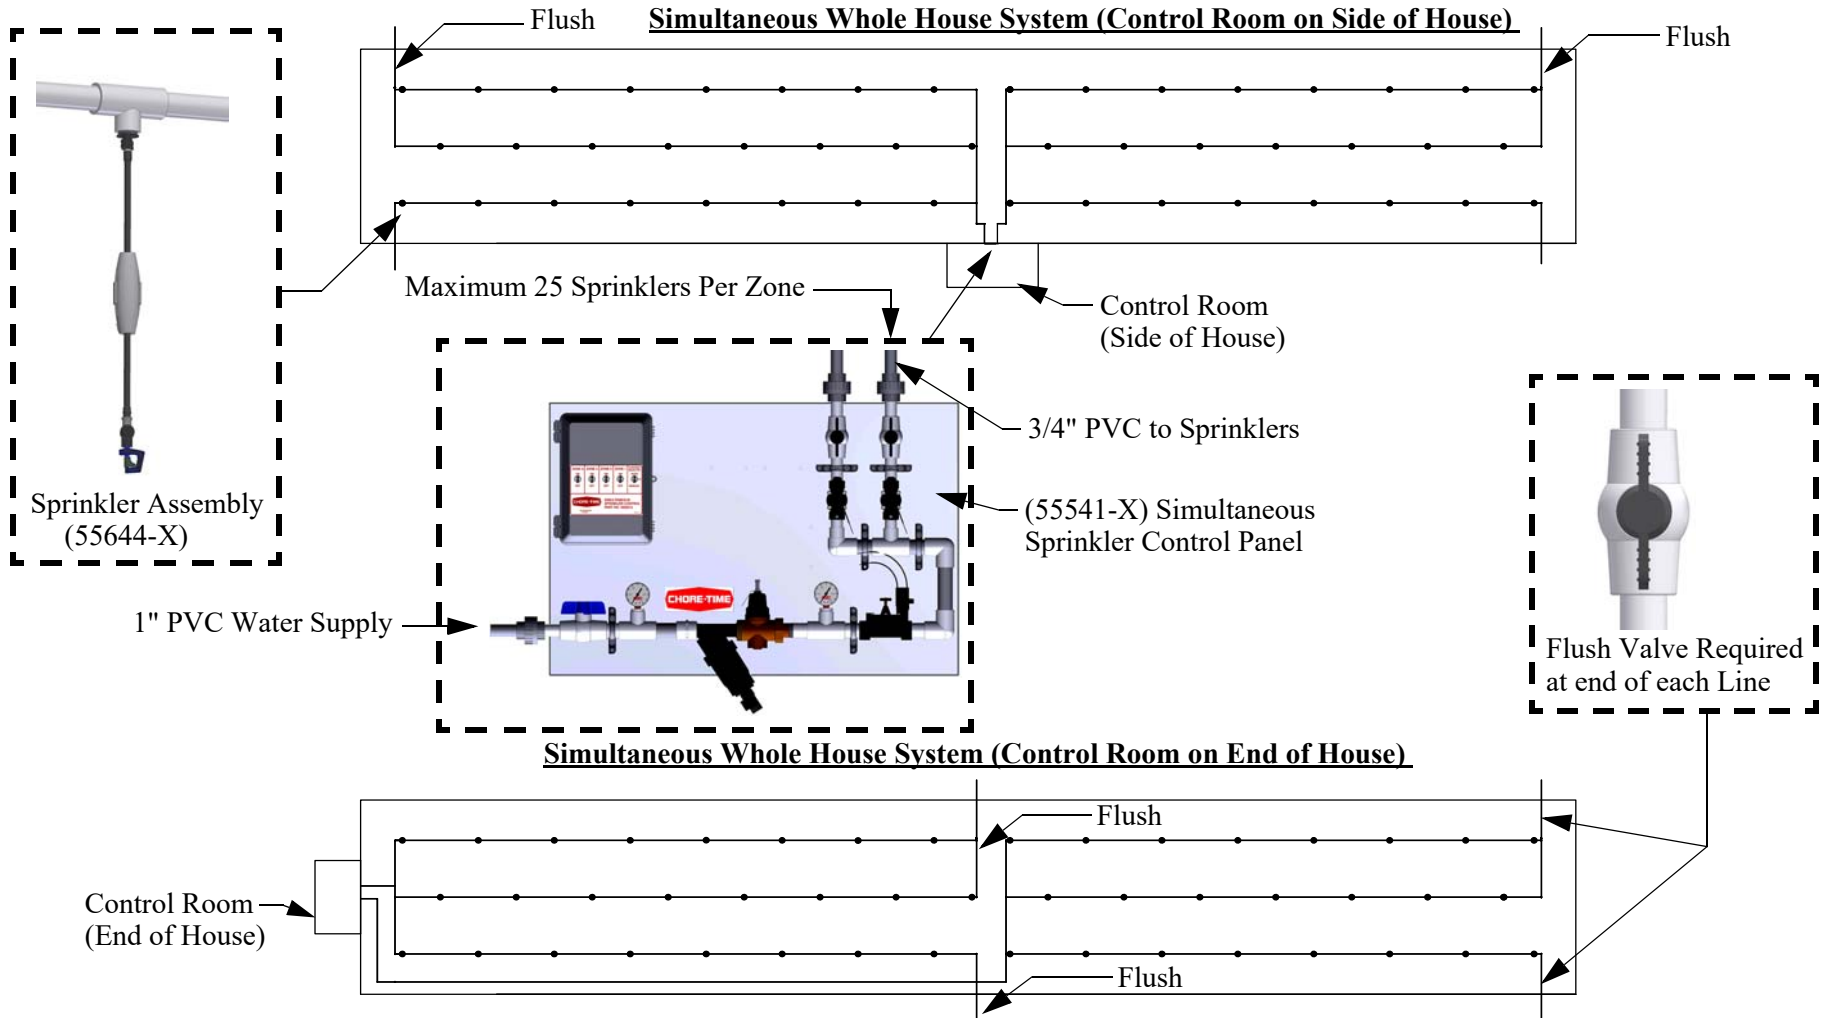 Simultaneous Whole House System (Control Room on Side of House)
Flush
Flush
Sprinkler Assembly
(55644-X)
Maximum 25 Sprinklers Per Zone
Control Room
(Side of House)
3/4" PVC to Sprinklers
(55541-X) Simultaneous
Sprinkler Control Panel
CHORE-TIME
CHORE-TIME
1" PVC Water Supply
Flush Valve Required
at end of each Line
Simultaneous Whole House System (Control Room on End of House)
Flush
Control Room
(End of House)
Flush